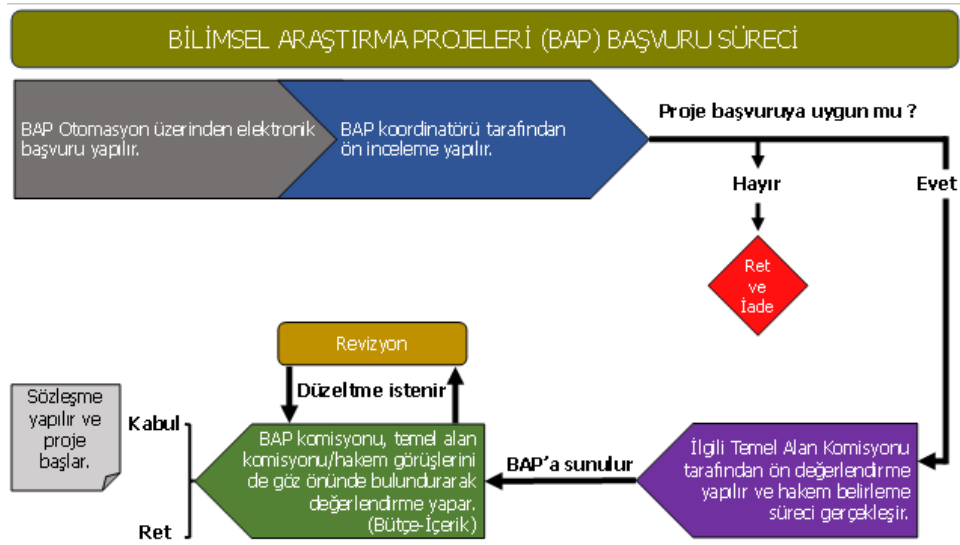 BİLİMSEL ARAŞTIRMA PROJELERİ (BAP) BAŞVURU SÜRECİ
BAP Otomasyon üzerinden elektronik
başvuru yapılır.
BAP koordinatörü tarafından
ön inceleme yapılır.
Proje başvuruya uygun mu ?
Hayır
Evet
Ret
ve
İade
Revizyon
Düzeltme istenir
Sözleşme
yapılır ve
proje
başlar.
Kabul
Ret
BAP komisyonu, temel alan
komisyonu/hakem görüşlerini
de göz önünde bulundurarak
değerlendirme yapar.
(Bütçe-İçerik)
BAP'a sunulur
İlgili Temel Alan Komisyonu
tarafından ön değerlendirme
yapılır ve hakem belirleme
süreci gerçekleşir.